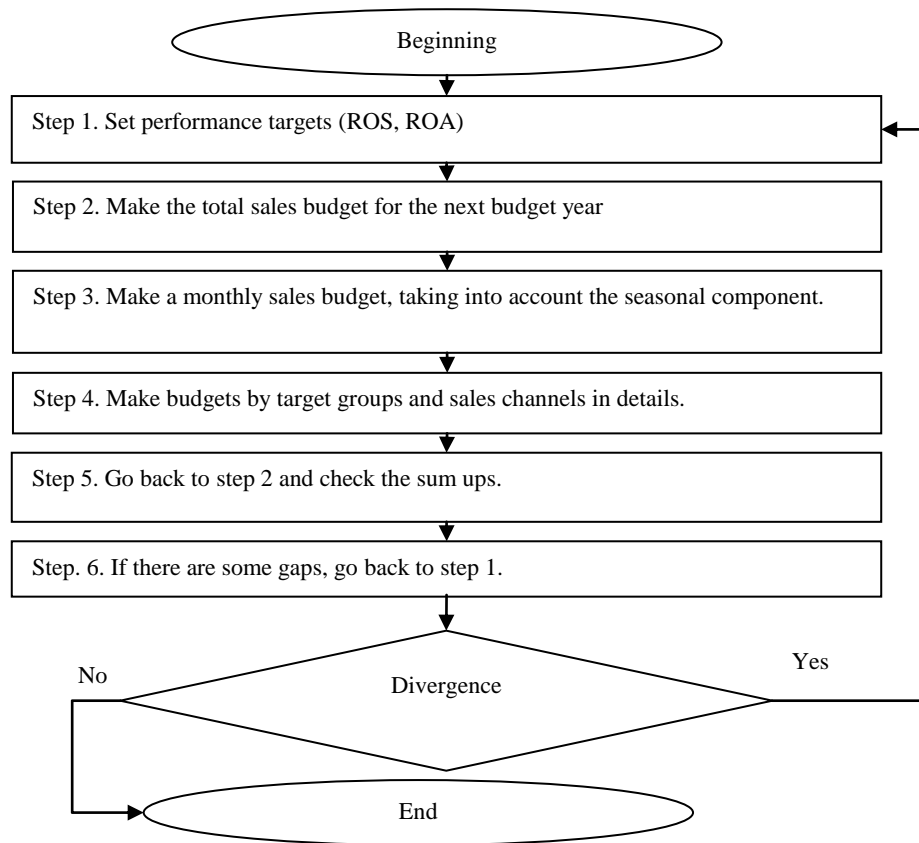 Beginning
Step 1. Set performance targets (ROS, ROA)
Step 2. Make the total sales budget for the next budget year
Step 3. Make a monthly sales budget, taking into account the seasonal component.
Step 4. Make budgets by target groups and sales channels in details.
Step 5. Go back to step 2 and check the sum ups.
Step. 6. If there are some gaps, go back to step 1.
No
Yes
Divergence
End